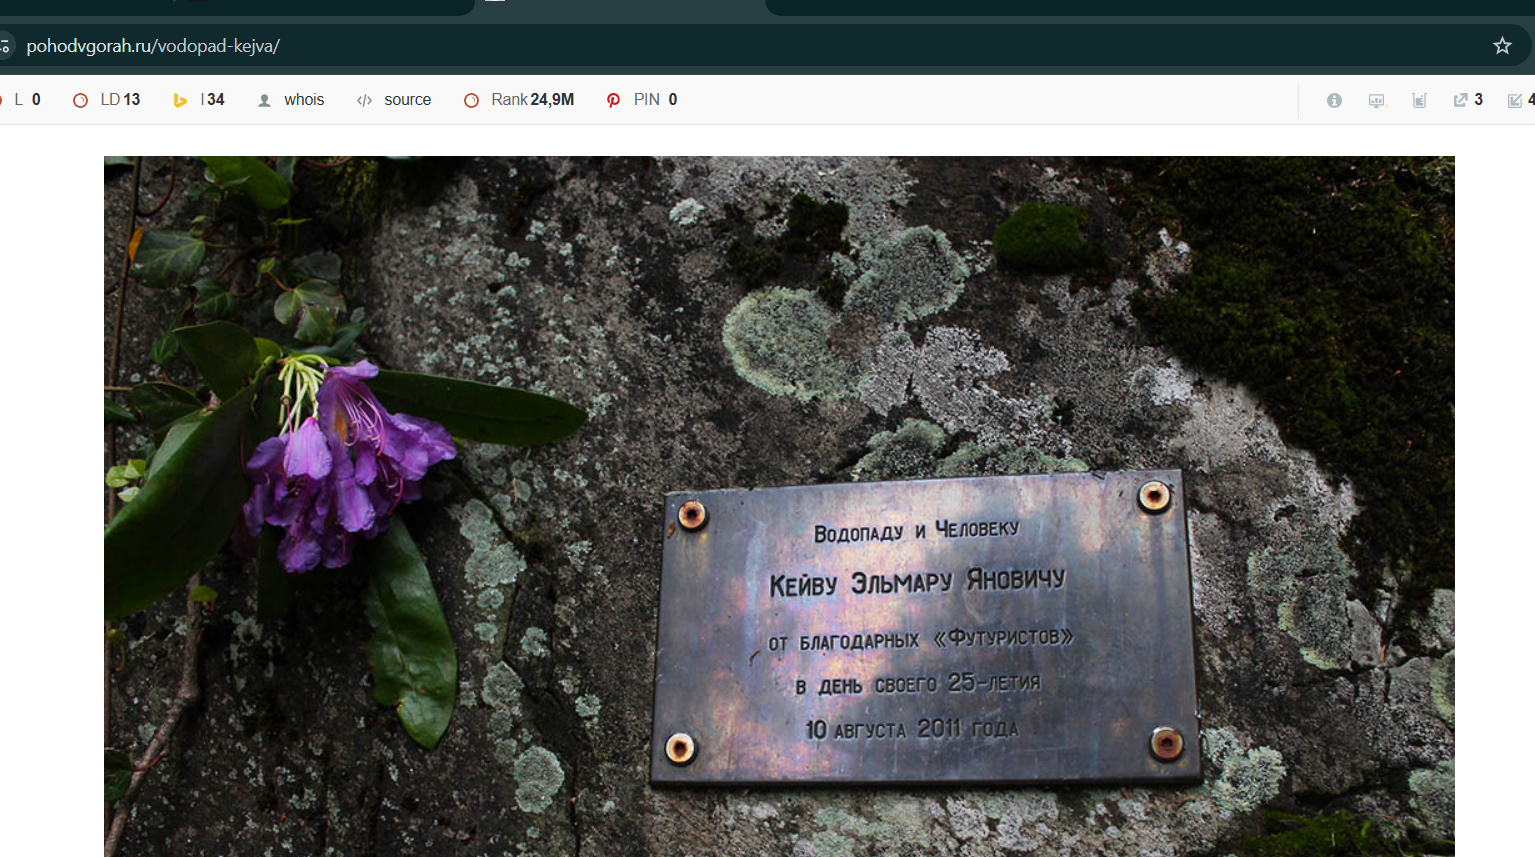 pohodvgorah.ru/vodopad-kejva/
L 0
LD 13
I 34
whois
source
Rank 24,9M
PIN 0
3
4
Водопаду и Человеку
Кейву Эльмару Яновичу
от благодарных «Футуристов»
в день своего 25-летия
10 августа 2011 года